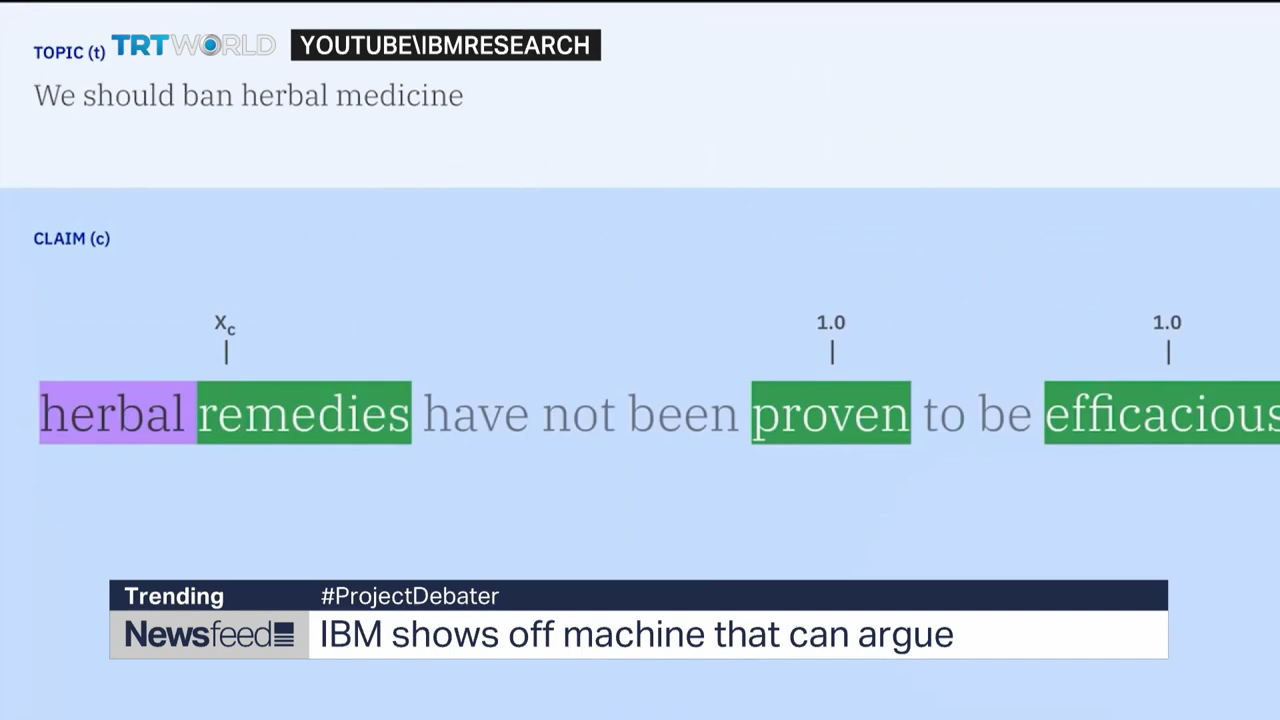 TOPIC (t)
TRT WORLD
YOUTUBE\IBMRESEARCH
We should ban herbal medicine
CLAIM (c)
Xc
1.0
1.0
herbal remedies have not been proven to be efficacious
Trending
#ProjectDebater
Newsfeed
IBM shows off machine that can argue